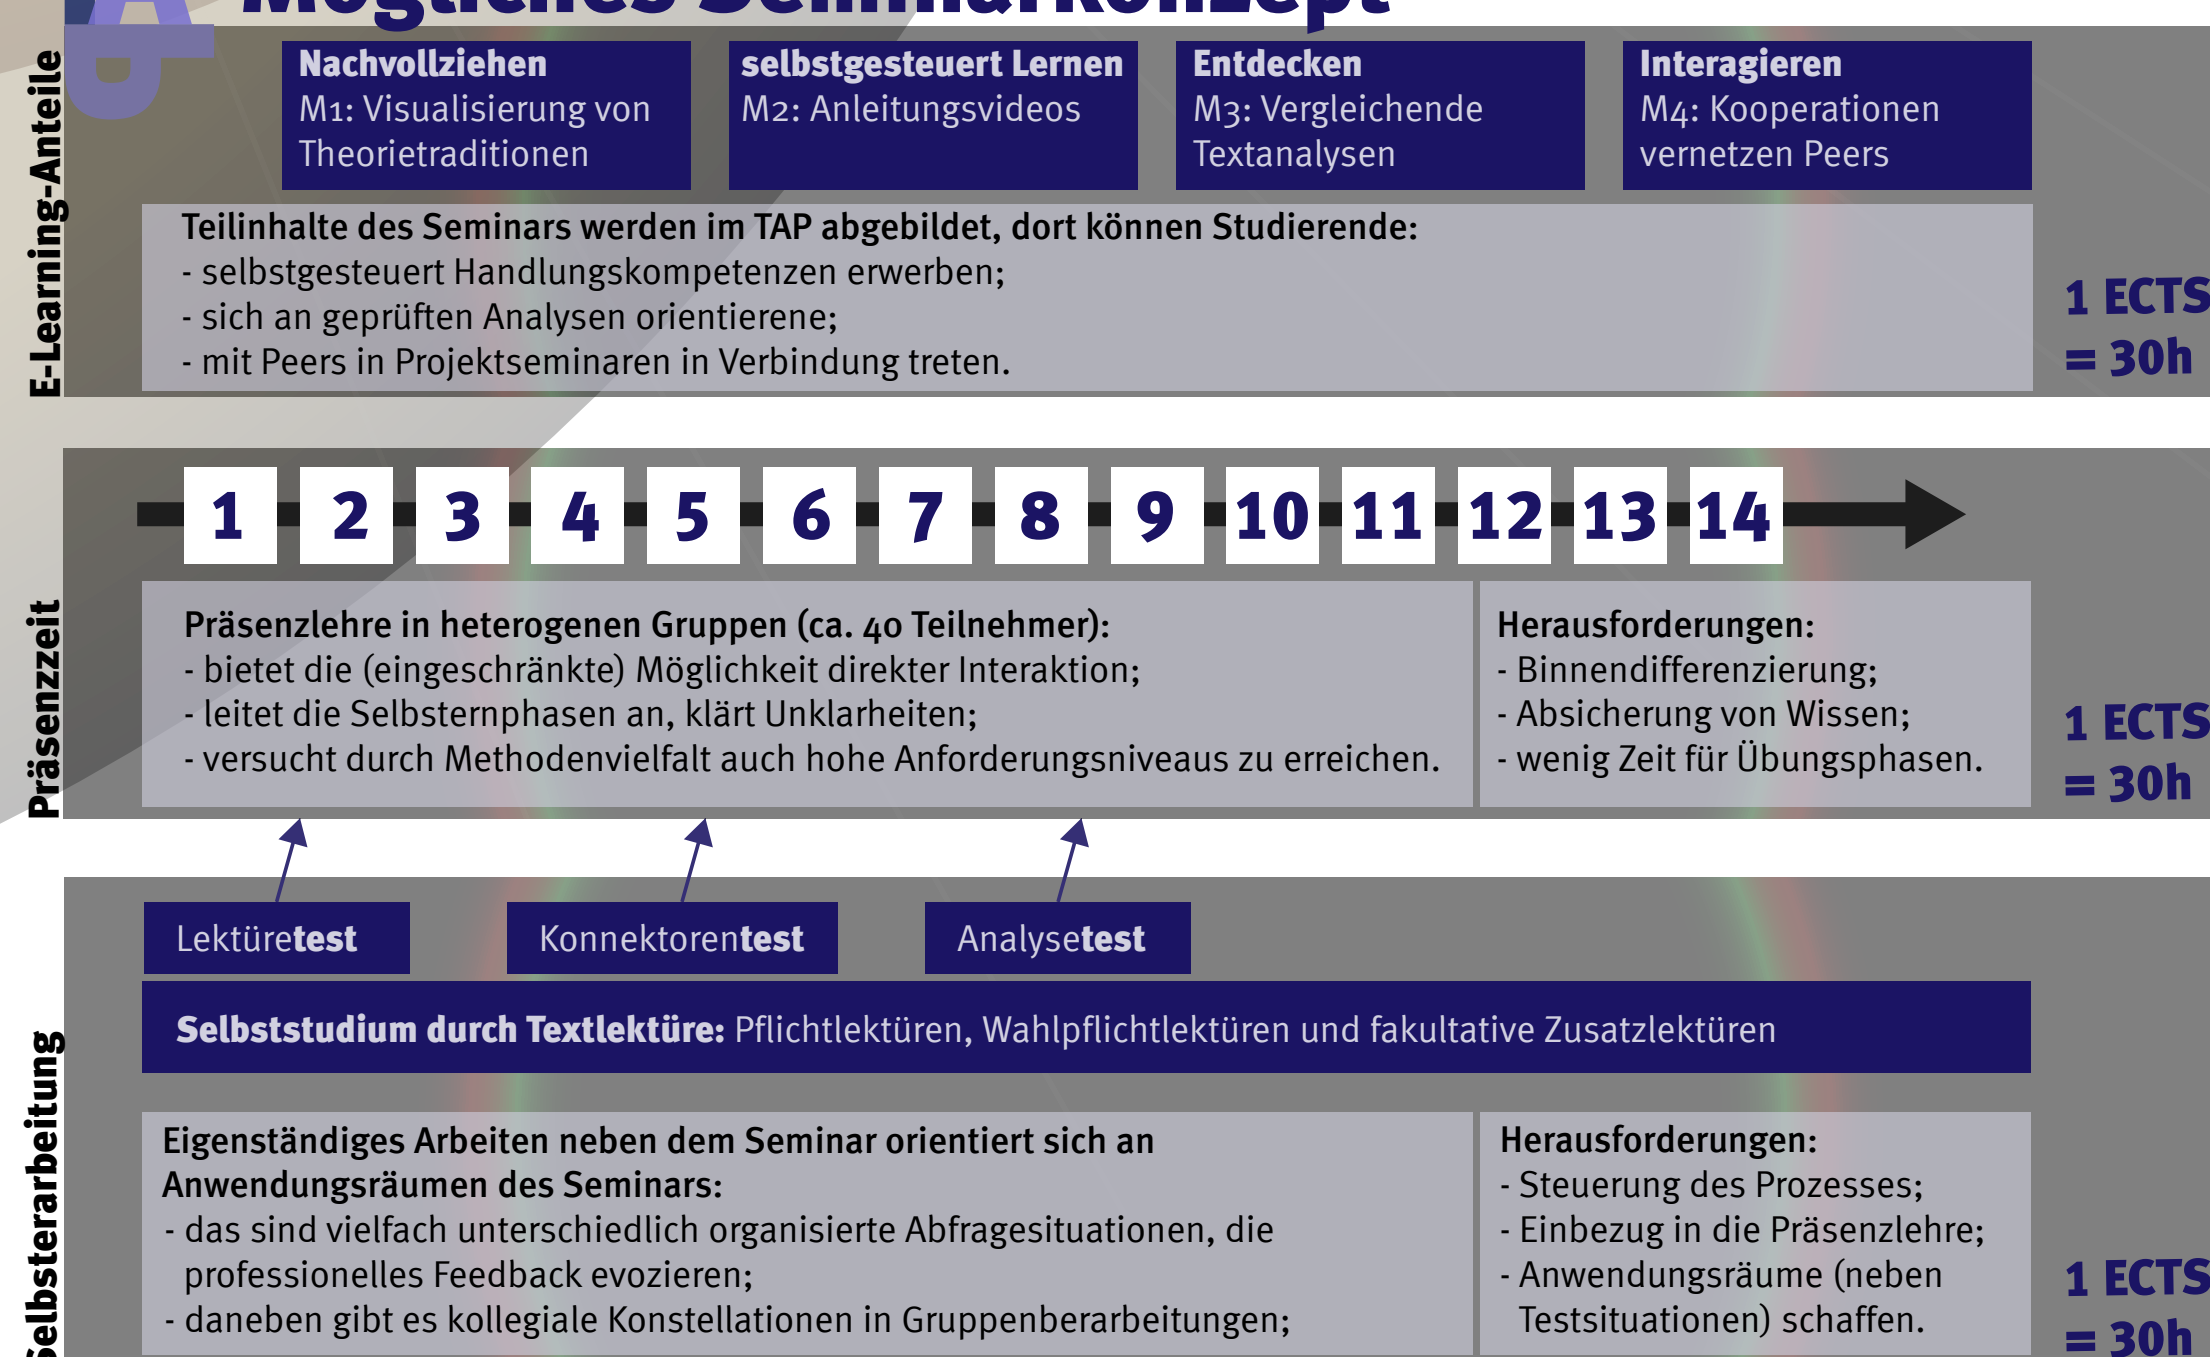 Mögliches Seminarkonzept
E-Learning-Anteile
Nachvollziehen
M1: Visualisierung von
Theorietraditionen
selbstgesteuert Lernen
M2: Anleitungsvideos
Entdecken
M3: Vergleichende
Textanalysen
Interagieren
M4: Kooperationen
vernetzen Peers
Teilinhalte des Seminars werden im TAP abgebildet, dort können Studierende:
- selbstgesteuert Handlungskompetenzen erwerben;
- sich an geprüften Analysen orientierene;
- mit Peers in Projektseminaren in Verbindung treten.
1 ECTS
= 30h
Präsenzzeit
1 2 3 4 5 6 7 8 9 10 11 12 13 14
Präsenzlehre in heterogenen Gruppen (ca. 40 Teilnehmer):
- bietet die (eingeschränkte) Möglichkeit direkter Interaktion;
- leitet die Selbsternphasen an, klärt Unklarheiten;
- versucht durch Methodenvielfalt auch hohe Anforderungsniveaus zu erreichen.
Herausforderungen:
- Binnendifferenzierung;
- Absicherung von Wissen;
- wenig Zeit für Übungsphasen.
1 ECTS
= 30h
Selbsterarbeitung
Lektüretest
Konnektorentest
Analysetest
Selbststudium durch Textlektüre: Pflichtlektüren, Wahlpflichtlektüren und fakultative Zusatzlektüren
Eigenständiges Arbeiten neben dem Seminar orientiert sich an
Anwendungsräumen des Seminars:
- das sind vielfach unterschiedlich organisierte Abfragesituationen, die
professionelles Feedback evozieren;
- daneben gibt es kollegiale Konstellationen in Gruppenberarbeitungen;
Herausforderungen:
- Steuerung des Prozesses;
- Einbezug in die Präsenzlehre;
- Anwendungsräume (neben
Testsituationen) schaffen.
1 ECTS
= 30h